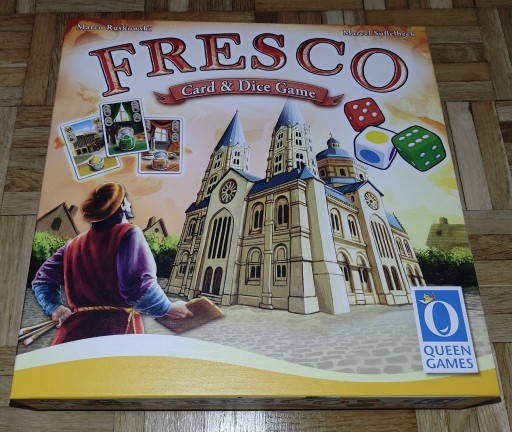 Marco Ruskowski
Marcel Süßelbeck
FRESCO
Card & Dice Game
QUEEN
GAMES